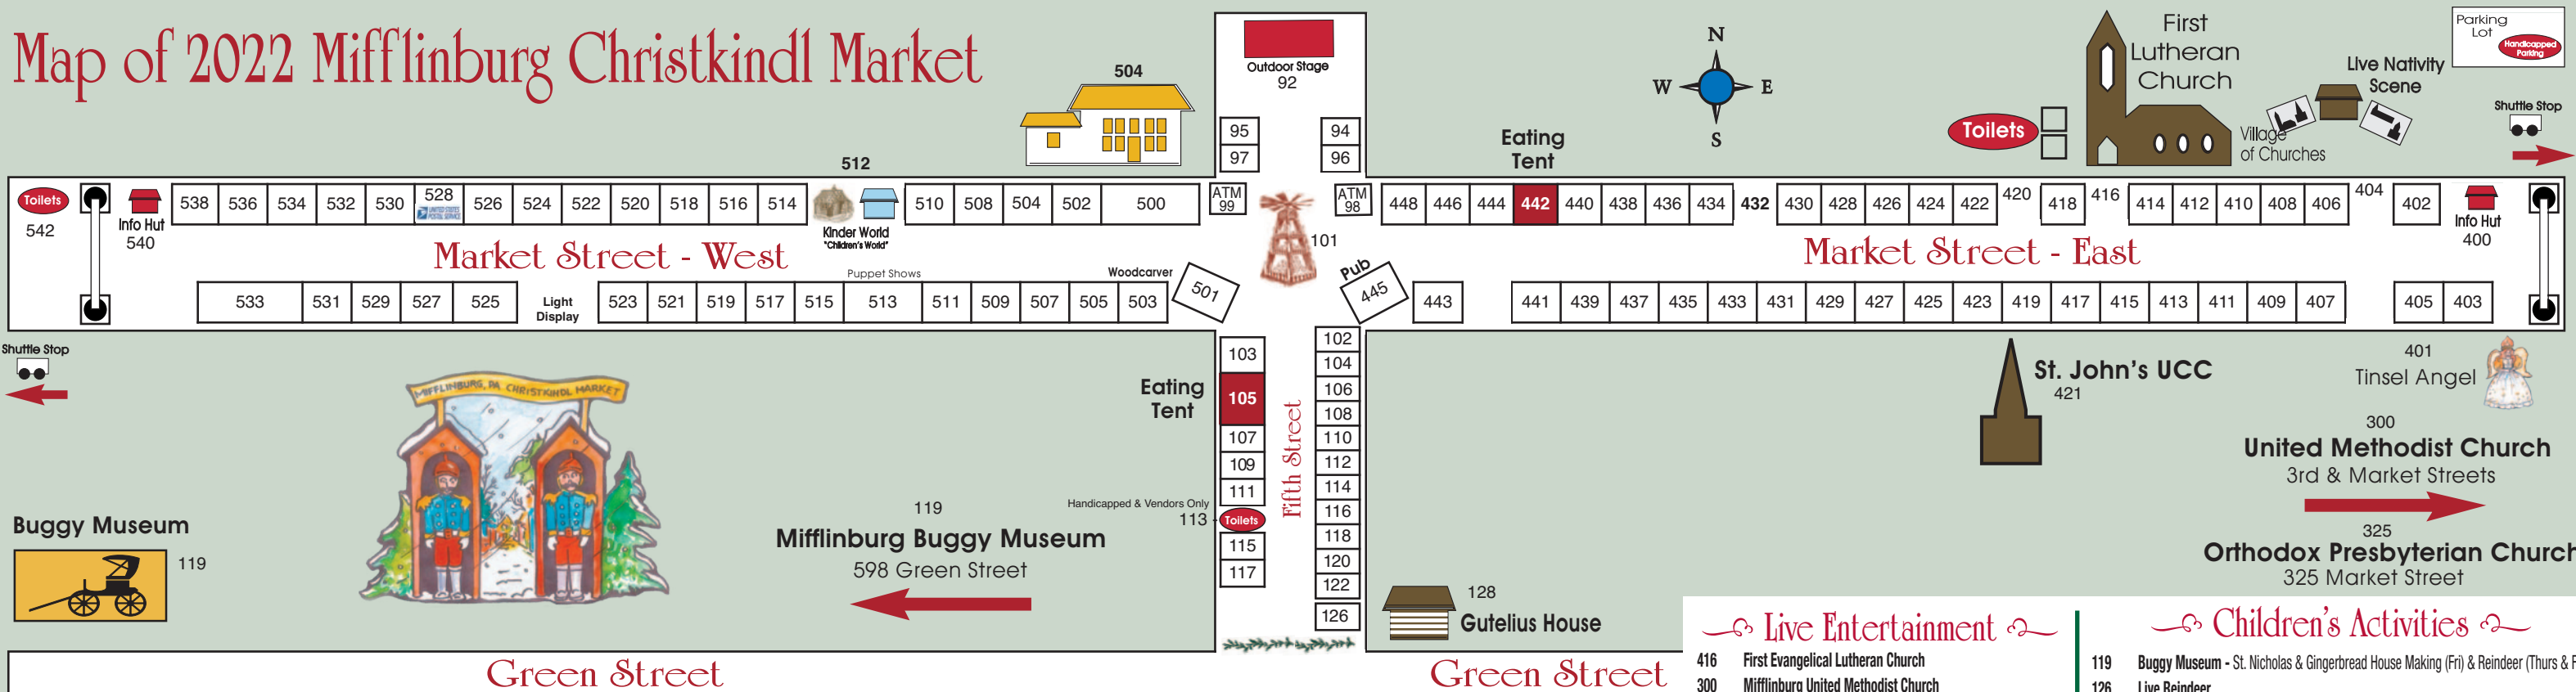 Map of 2022 Mifflinburg Christkindl Market
504
Outdoor Stage
92
95
97
94
96
N
W
E
S
Eating
Tent
Toilets
First
Lutheran
Church
Live Nativity
Scene
Village
of Churches
Parking
Lot
Handicapped
Parking
Shuttle Stop
512
Toilets
542
Info Hut
540
538 536 534 532 530 528 526 524 522 520 518 516 514
UNITED STATES
POSTAL SERVICE
Kinder World
"Children's World"
510 508 504 502 500
ATM
99
ATM
98
101
448 446 444 442 440 438 436 434 432 430 428 426 424 422 420 418 416 414 412 410 408 406 404 402
Info Hut
400
Market Street - West
Market Street - East
Puppet Shows
Woodcarver
Pub
533 531 529 527 525
Light
Display
523 521 519 517 515 513 511 509 507 505 503 501
445 443 441 439 437 435 433 431 429 427 425 423 419 417 415 413 411 409 407 405 403
Shuttle Stop
MIFFLINBURG, PA CHRISTKINDL MARKET
Eating
Tent
103
105
107
109
111
Handicapped & Vendors Only
113
Toilets
115
117
Fifth Street
102
104
106
108
110
112
114
116
118
120
122
126
St. John's UCC
421
401
Tinsel Angel
300
United Methodist Church
3rd & Market Streets
325
Orthodox Presbyterian Church
325 Market Street
Buggy Museum
119
119
Mifflinburg Buggy Museum
598 Green Street
128
Gutelius House
Green Street
Green Street
Live Entertainment
416 First Evangelical Lutheran Church
300 Mifflinburg United Methodist Church
Children's Activities
119 Buggy Museum - St. Nicholas & Gingerbread House Making (Fri) & Reindeer (Thurs & F
126 Live Reindeer